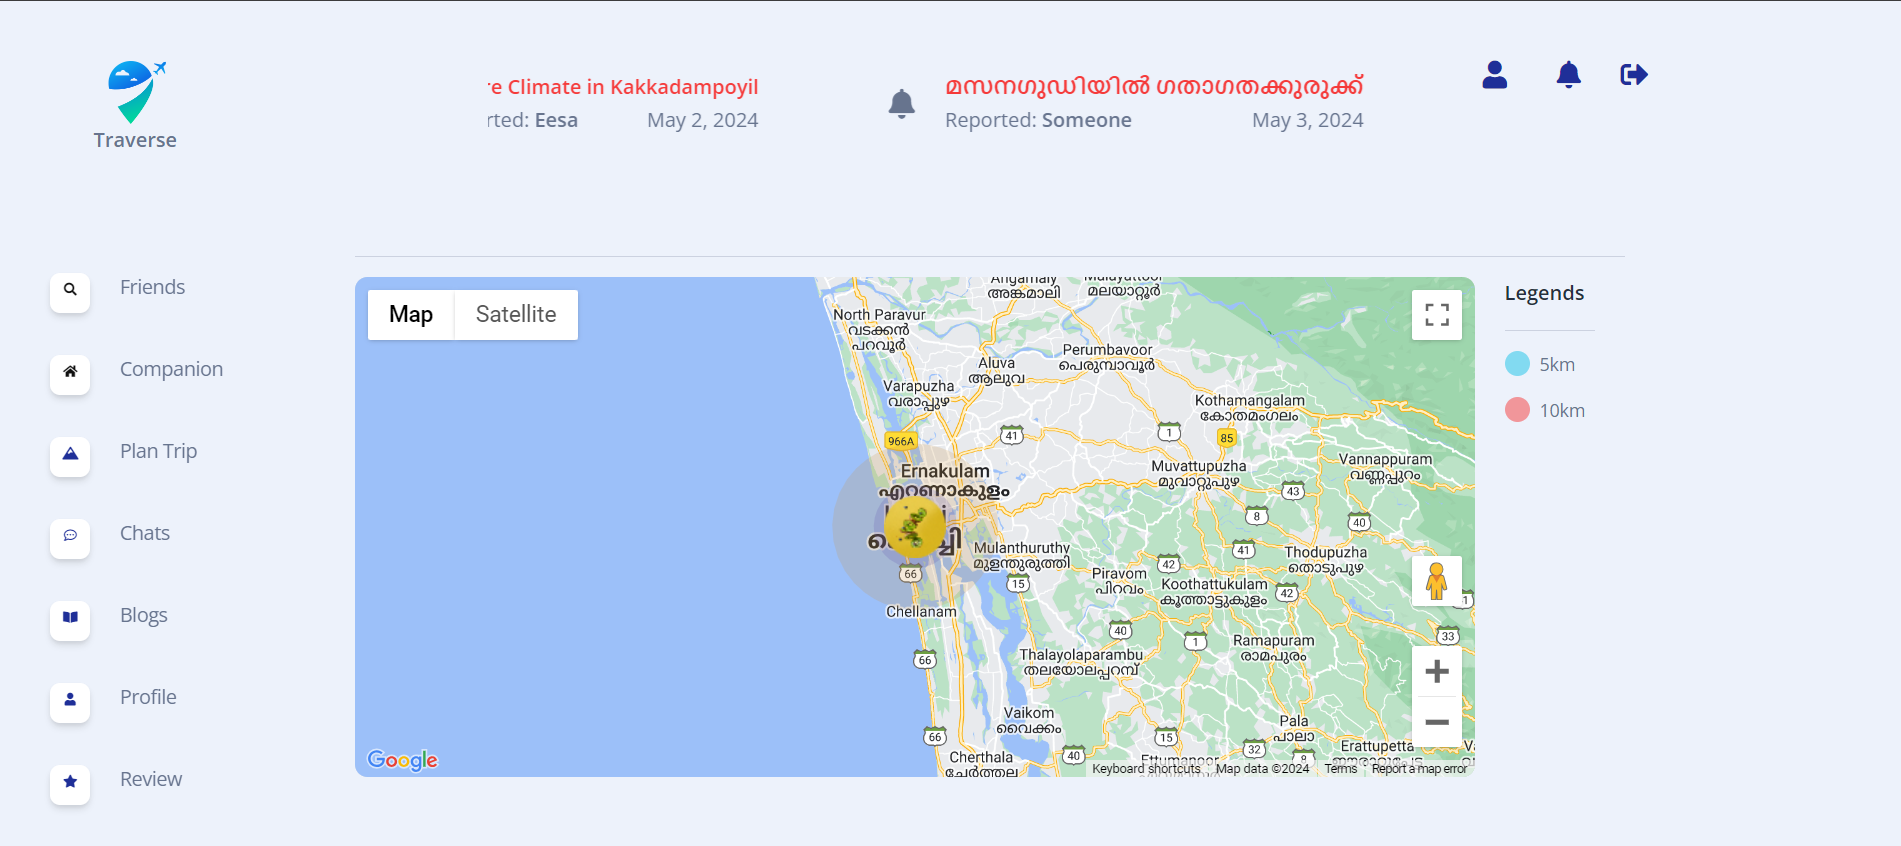 Climate in Kakkadampoyil
Eesa
May 2, 2024
മസനഗുഡിയിൽ ഗതാഗതക്കുരുക്ക്
Reported: Someone
May 3, 2024
Traverse
Friends
Companion
Plan Trip
Chats
Blogs
Profile
Review
Map
Satellite
Angamaly
അങ്കമാലി
മലയാറ്റൂർ
North Paravur
വടക്കൻ
പറവൂർ
Perumbavoor
പെരുമ്പാവൂർ
Aluva
ആലുവ
Varapuzha
വരാപ്പുഴ
Kothamangalam
കോതമംഗലം
966A
41
1
85
Ernakulam
എറണാകുളം
Muvattupuzha
മൂവാറ്റുപുഴ
Vannappuram
വണ്ണപ്പുറം
43
8
40
Mulanthuruthy
മുളന്തുരുത്തി
41
Thodupuzha
തൊടുപുഴ
66
15
42
Piravom
പിറവം
Koothattukulam
കൂത്താട്ടുകുളം
42
1
Chellanam
40
1
33
Ramapuram
രാമപുരം
66
Thalayolaparambu
തലയോലപ്പറമ്പ്
Vaikom
വൈക്കം
Pala
പാലാ
66
15
32
40
8
Erattupetta
Cherthala
ചേർത്തല
Ettumanoor
Google
Keyboard shortcuts
Map data ©2024
Terms
Report a map error
Legends
5km
10km